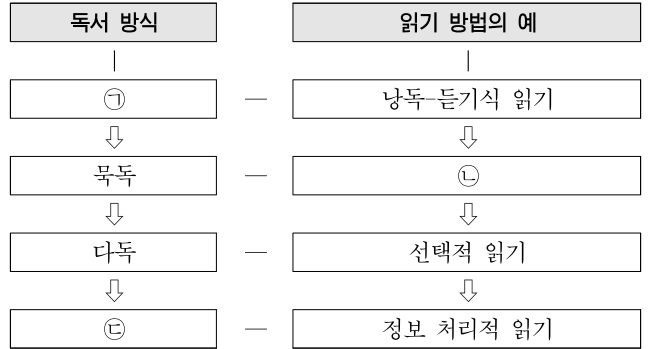 독서 방식 읽기 방법의 예
㉠ — 낭독-듣기식 읽기
묵독 — ㉡
다독 — 선택적 읽기
㉢ — 정보 처리적 읽기